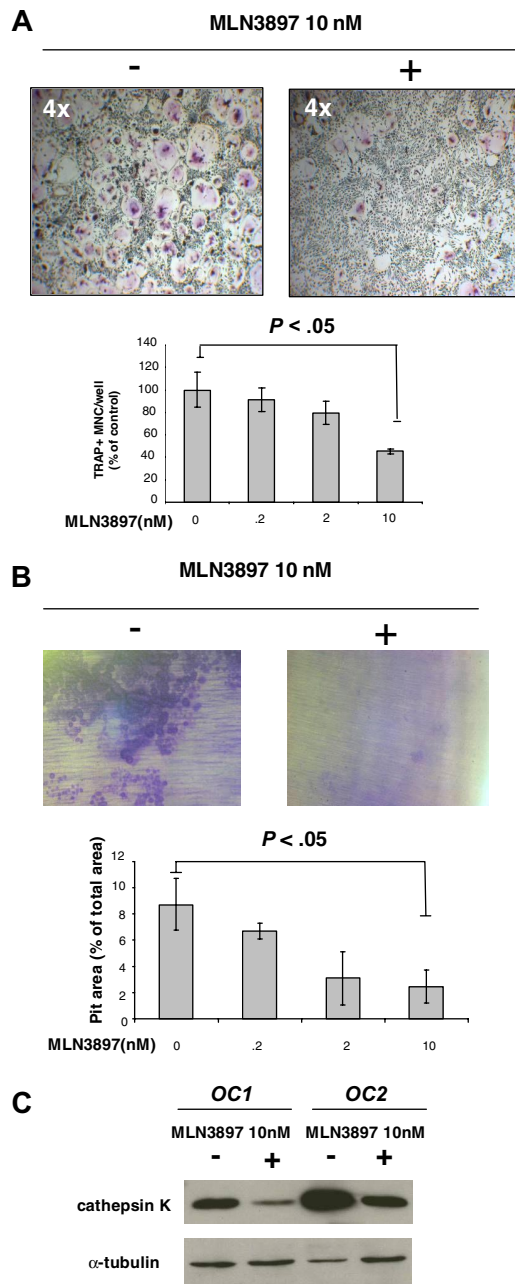 A
MLN3897 10 nM
- +
4x 4x
P < .05
TRAP+ MNC/well
(% of control)
140
120
100
80
60
40
20
0
MLN3897(nM) 0 .2 2 10
B
MLN3897 10 nM
- +
P < .05
Pit area (% of total area)
12
10
8
6
4
2
0
MLN3897(nM) 0 .2 2 10
C
OC1 OC2
MLN3897 10nM MLN3897 10nM
- + - +
cathepsin K
α-tubulin